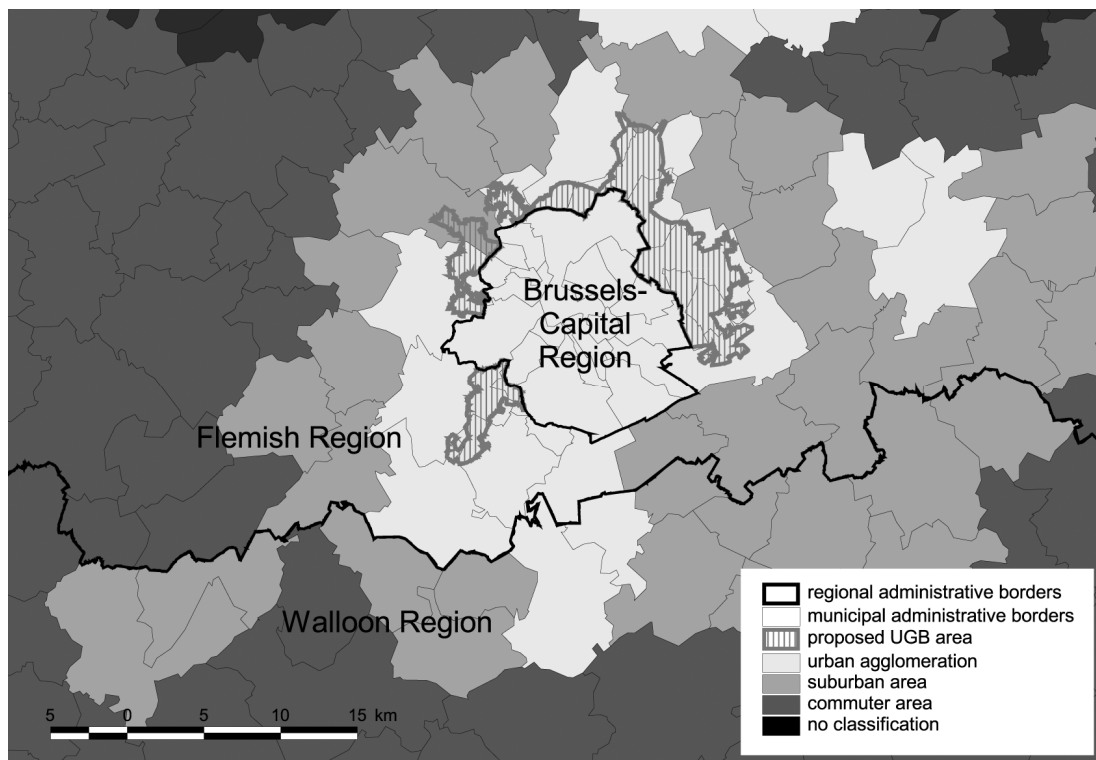 Brussels-
Capital
Region
Flemish Region
Walloon Region
regional administrative borders
municipal administrative borders
proposed UGB area
urban agglomeration
suburban area
commuter area
no classification
5 0 5 10 15 km